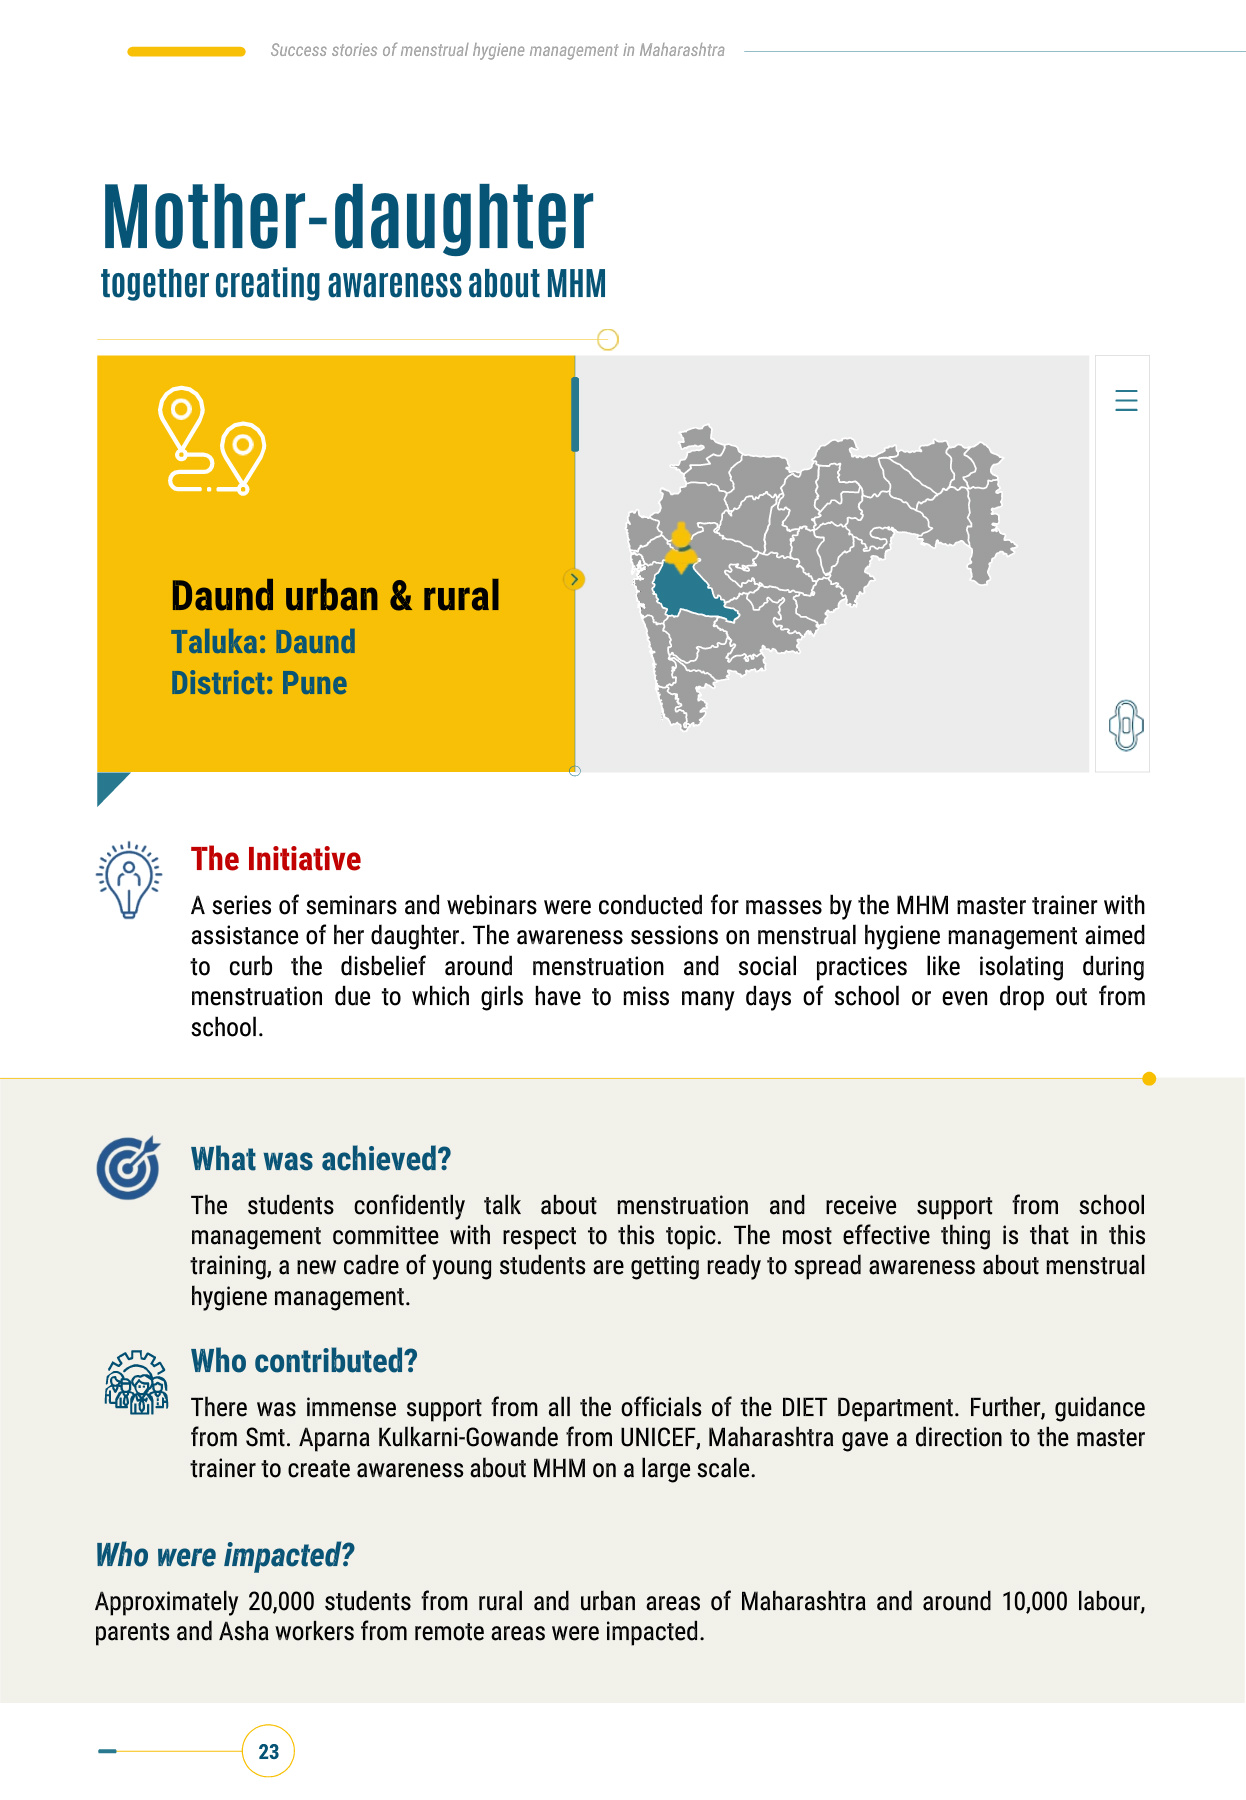 Success stories of menstrual hygiene management in Maharashtra
Mother-daughter
together creating awareness about MHM
Daund urban & rural
Taluka: Daund
District: Pune
The Initiative
A series of seminars and webinars were conducted for masses by the MHM master trainer with
assistance of her daughter. The awareness sessions on menstrual hygiene management aimed
to curb the disbelief around menstruation and social practices like isolating during
menstruation due to which girls have to miss many days of school or even drop out from
school.
What was achieved?
The students confidently talk about menstruation and receive support from school
management committee with respect to this topic. The most effective thing is that in this
training, a new cadre of young students are getting ready to spread awareness about menstrual
hygiene management.
Who contributed?
There was immense support from all the officials of the DIET Department. Further, guidance
from Smt. Aparna Kulkarni-Gowande from UNICEF, Maharashtra gave a direction to the master
trainer to create awareness about MHM on a large scale.
Who were impacted?
Approximately 20,000 students from rural and urban areas of Maharashtra and around 10,000 labour,
parents and Asha workers from remote areas were impacted.
23